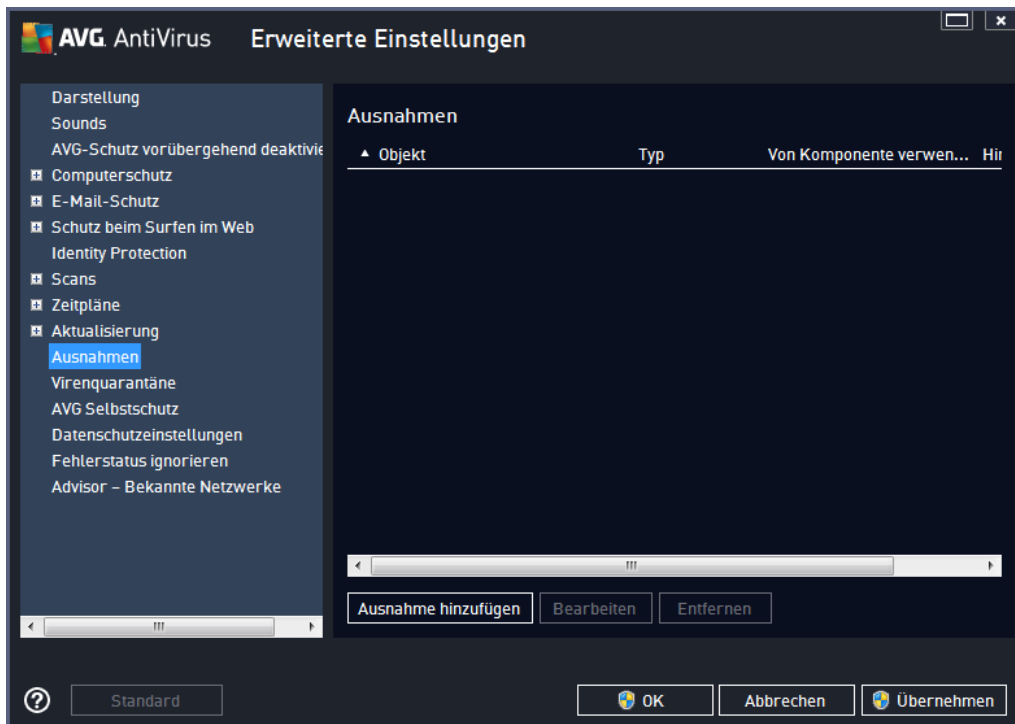 AVG AntiVirus Erweiterte Einstellungen
Darstellung
Sounds
AVG-Schutz vorübergehend deaktivie
Computerschutz
E-Mail-Schutz
Schutz beim Surfen im Web
Identity Protection
Scans
Zeitpläne
Aktualisierung
Ausnahmen
Virenquarantäne
AVG Selbstschutz
Datenschutzeinstellungen
Fehlerstatus ignorieren
Advisor – Bekannte Netzwerke
Ausnahmen
Objekt Typ Von Komponente verwen... Hir
Ausnahme hinzufügen Bearbeiten Entfernen
Standard OK Abbrechen Übernehmen